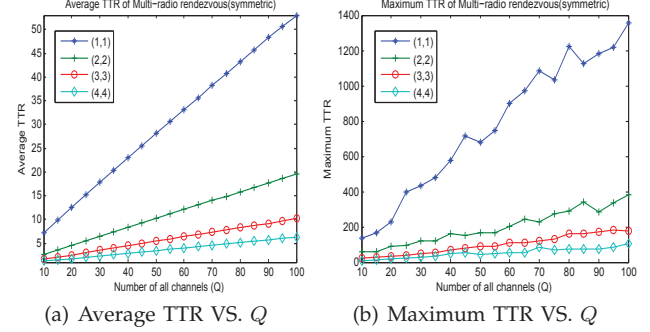 Average TTR of Multi-radio rendezvous(symmetric)
50
45
40
35
30
25
20
15
10
5
Average TTR
(1,1)
(2,2)
(3,3)
(4,4)
10 20 30 40 50 60 70 80 90 100
Number of all channels (Q)
(a) Average TTR VS. Q
Maximum TTR of Multi-radio rendezvous(symmetric)
1400
1200
1000
800
600
400
200
0
Maximum TTR
(1,1)
(2,2)
(3,3)
(4,4)
10 20 30 40 50 60 70 80 90 100
Number of all channels (Q)
(b) Maximum TTR VS. Q